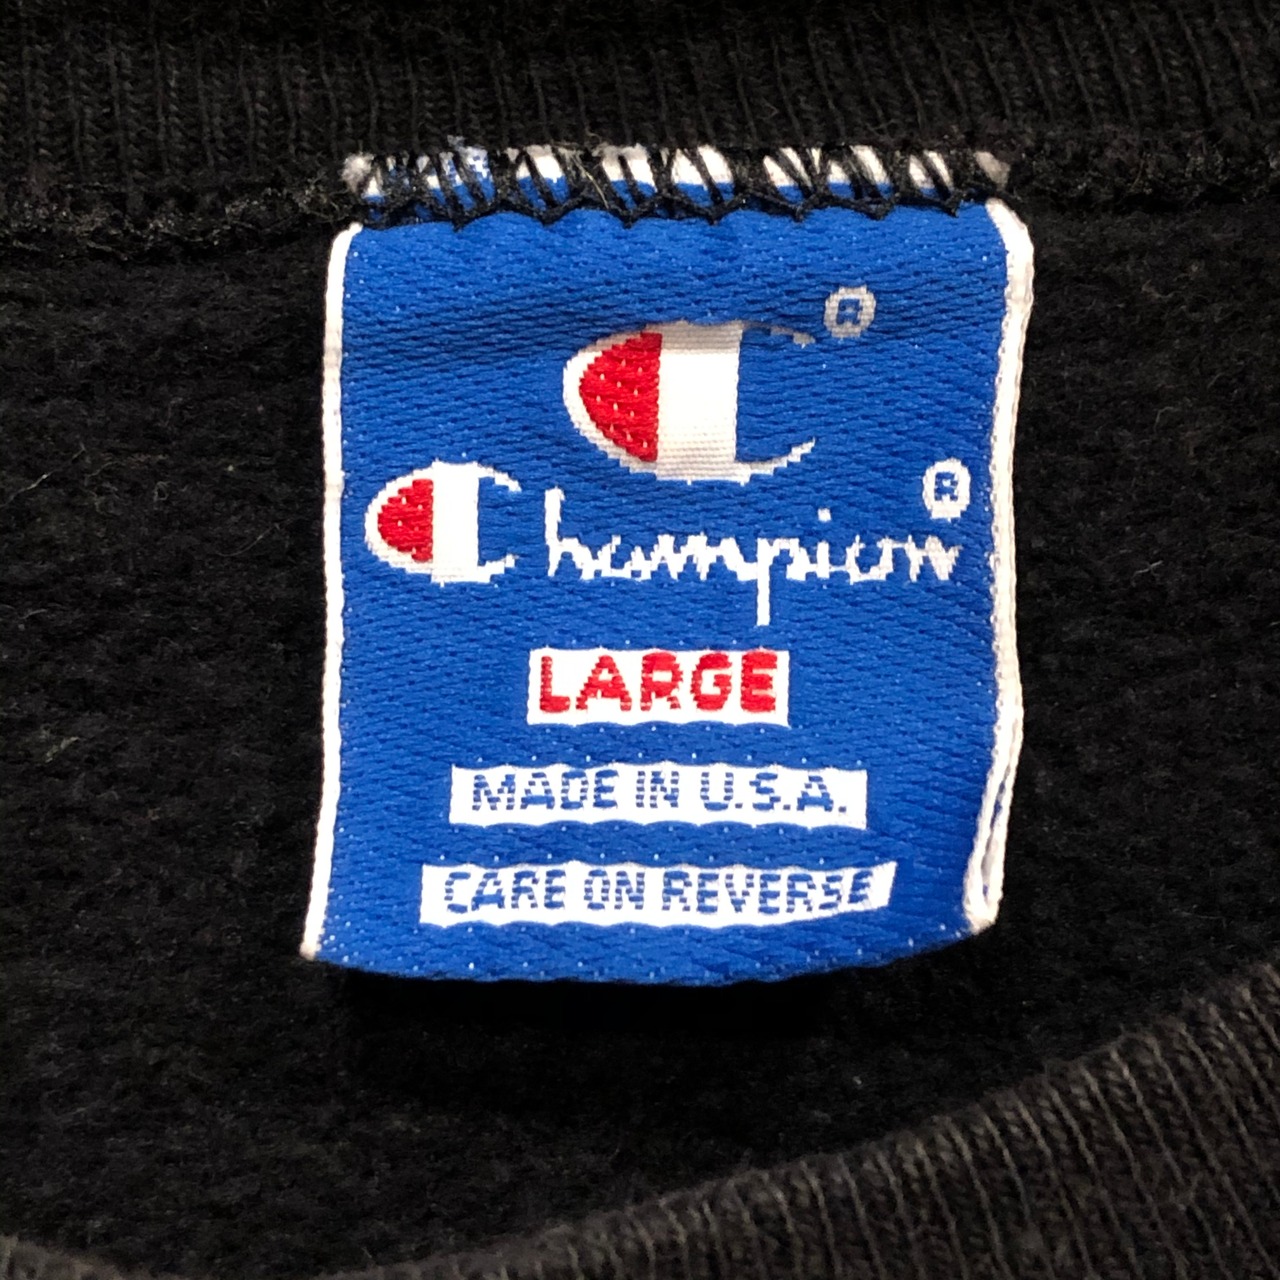 C®
Champion®
LARGE
MADE IN U.S.A.
CARE ON REVERSE